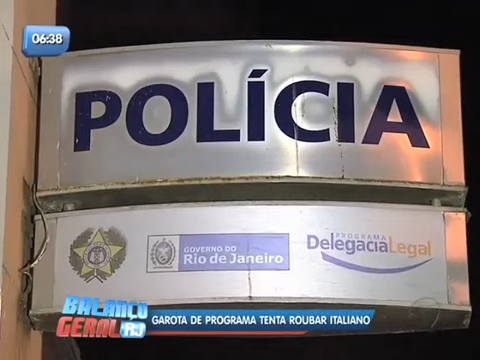 06:38
POLÍCIA
GOVERNO DO
Rio de Janeiro
PROGRAMA
DelegaciaLegal
BALANÇO
GERAL RJ
GAROTA DE PROGRAMA TENTA ROUBAR ITALIANO